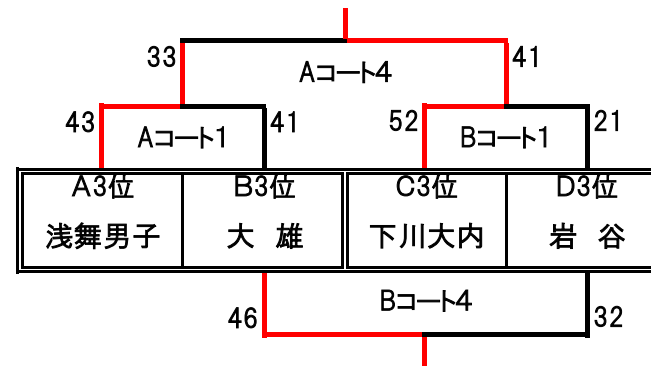 33 Aコート4 41
43 Aコート1 41 52 Bコート1 21
A3位 B3位 C3位 D3位
浅舞男子 大 雄 下川大内 岩 谷
46 Bコート4 32